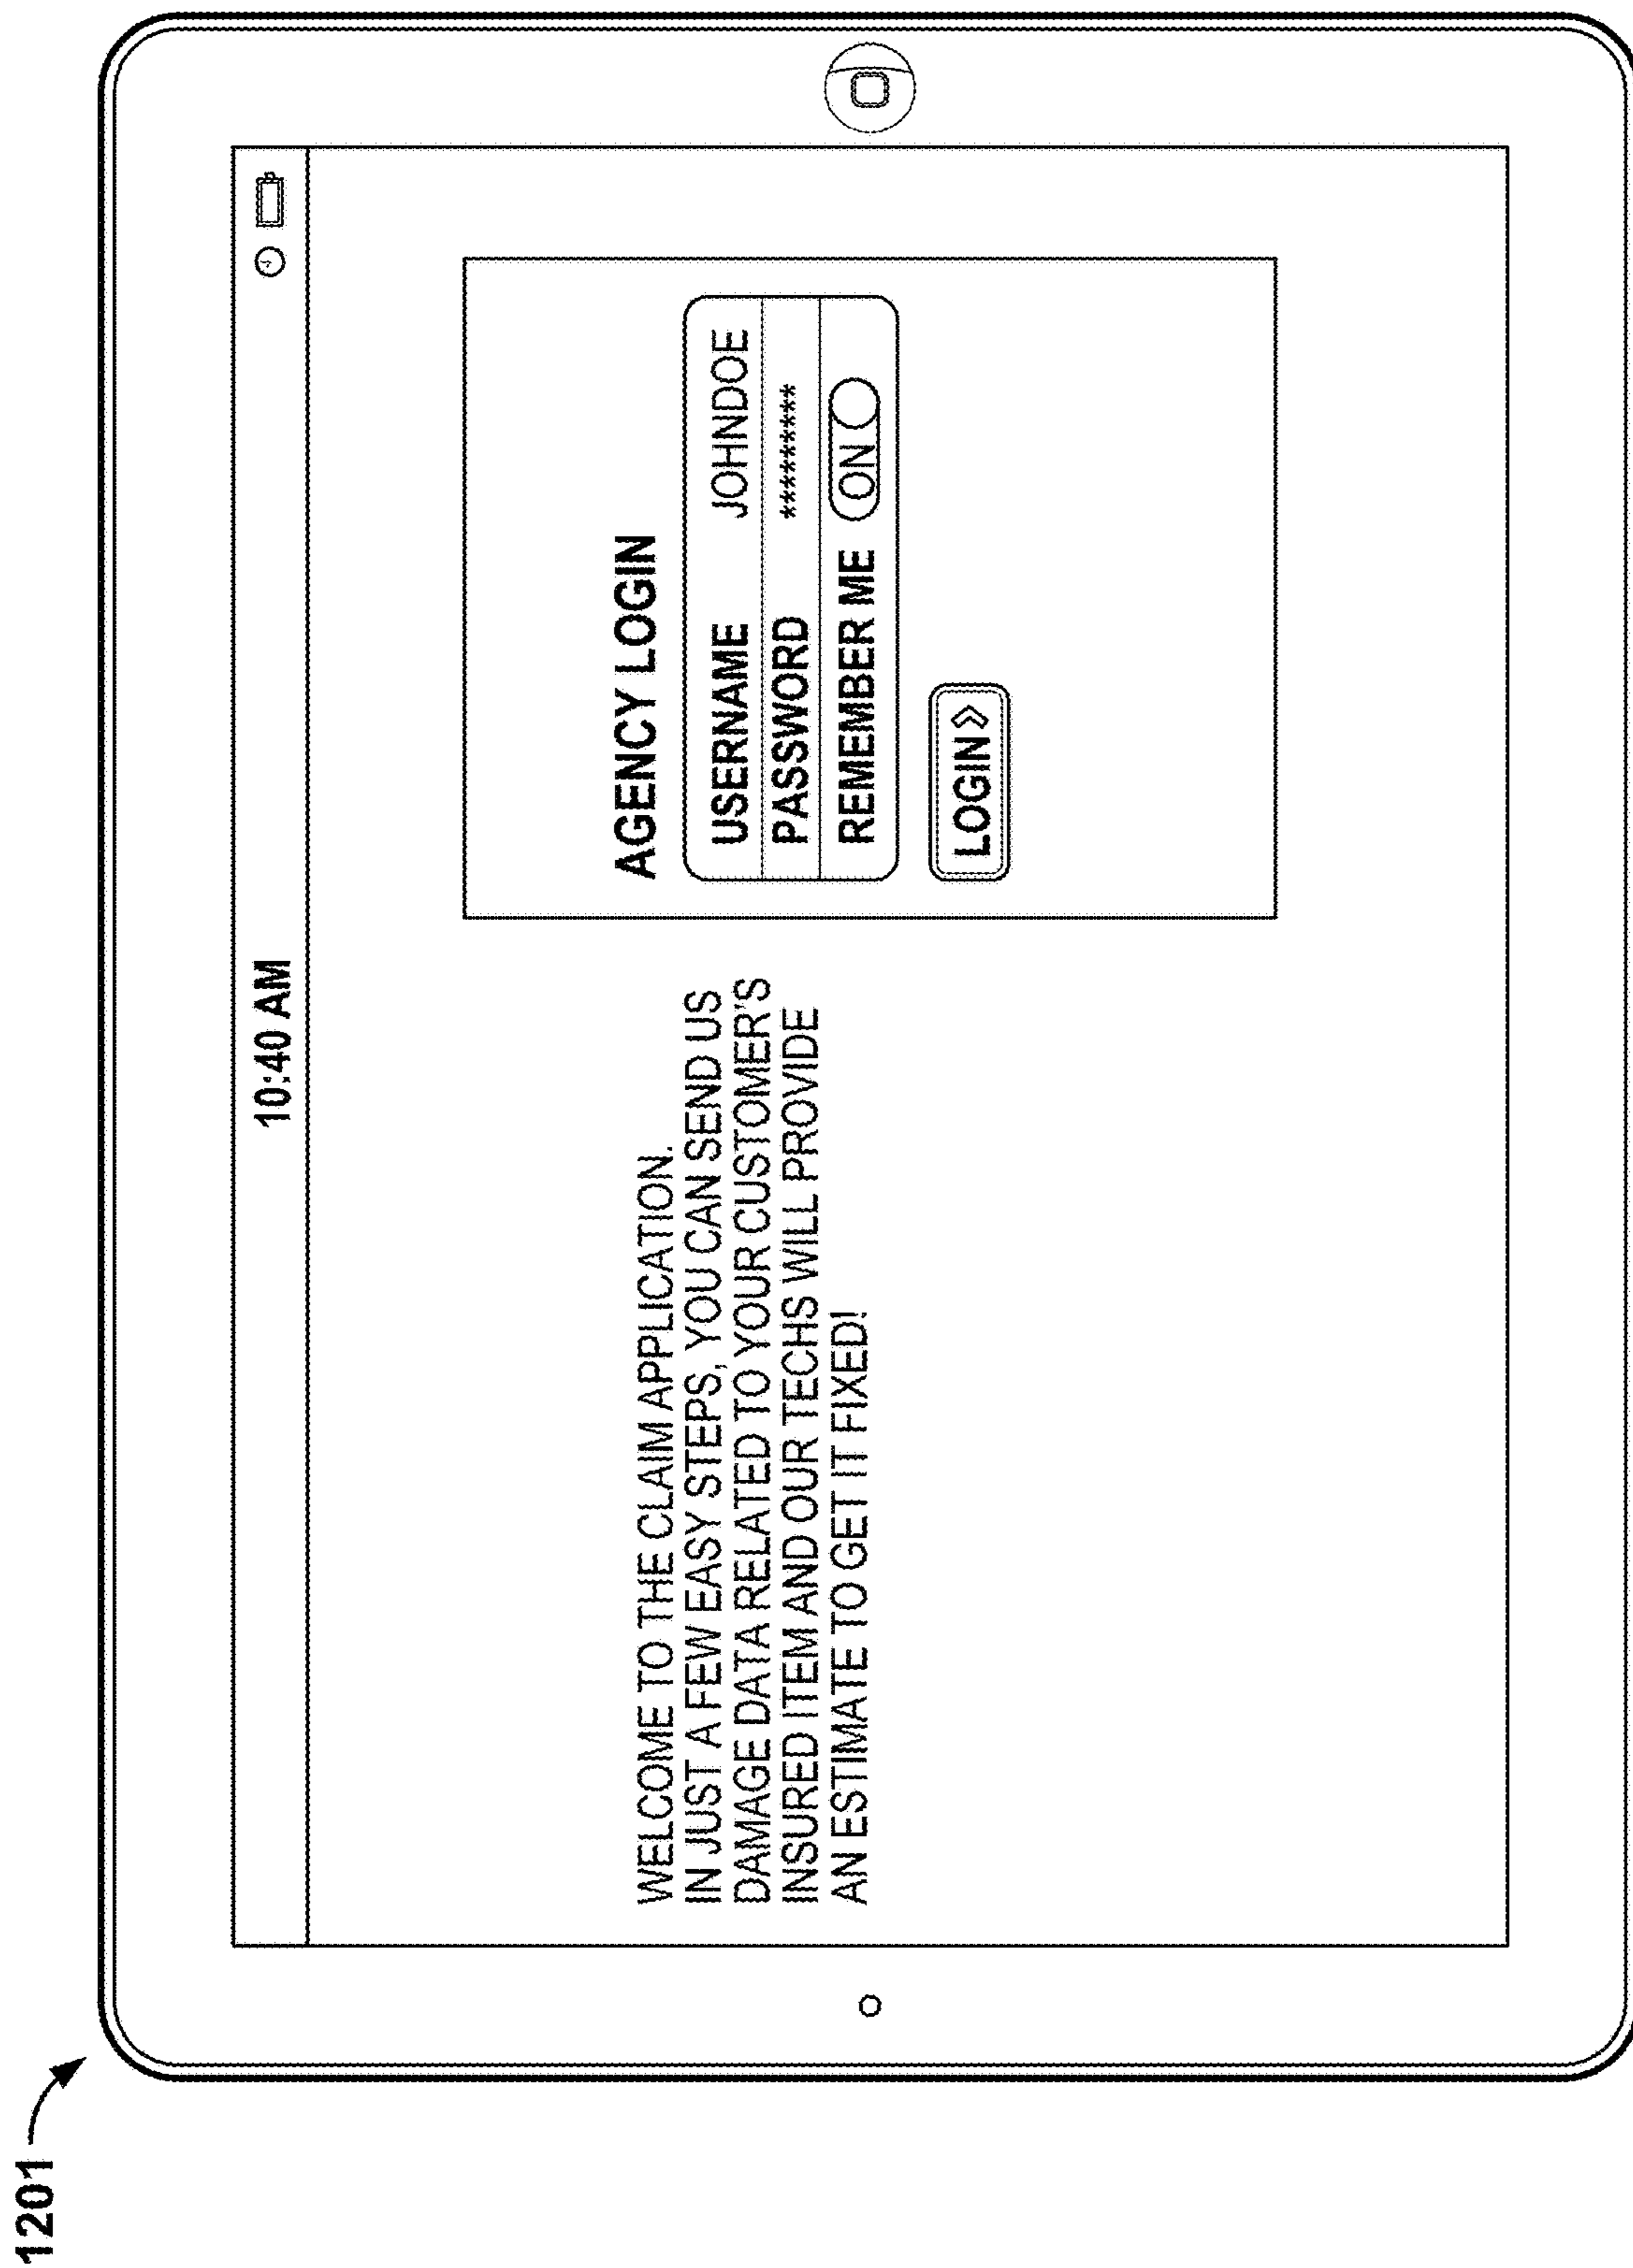 1201
10:40 AM
WELCOME TO THE CLAIM APPLICATION.
IN JUST A FEW EASY STEPS, YOU CAN SEND US
DAMAGE DATA RELATED TO YOUR CUSTOMER'S
INSURED ITEM AND OUR TECHS WILL PROVIDE
AN ESTIMATE TO GET IT FIXED!
AGENCY LOGIN
USERNAME JOHNDOE
PASSWORD *********
REMEMBER ME ON
LOGIN >